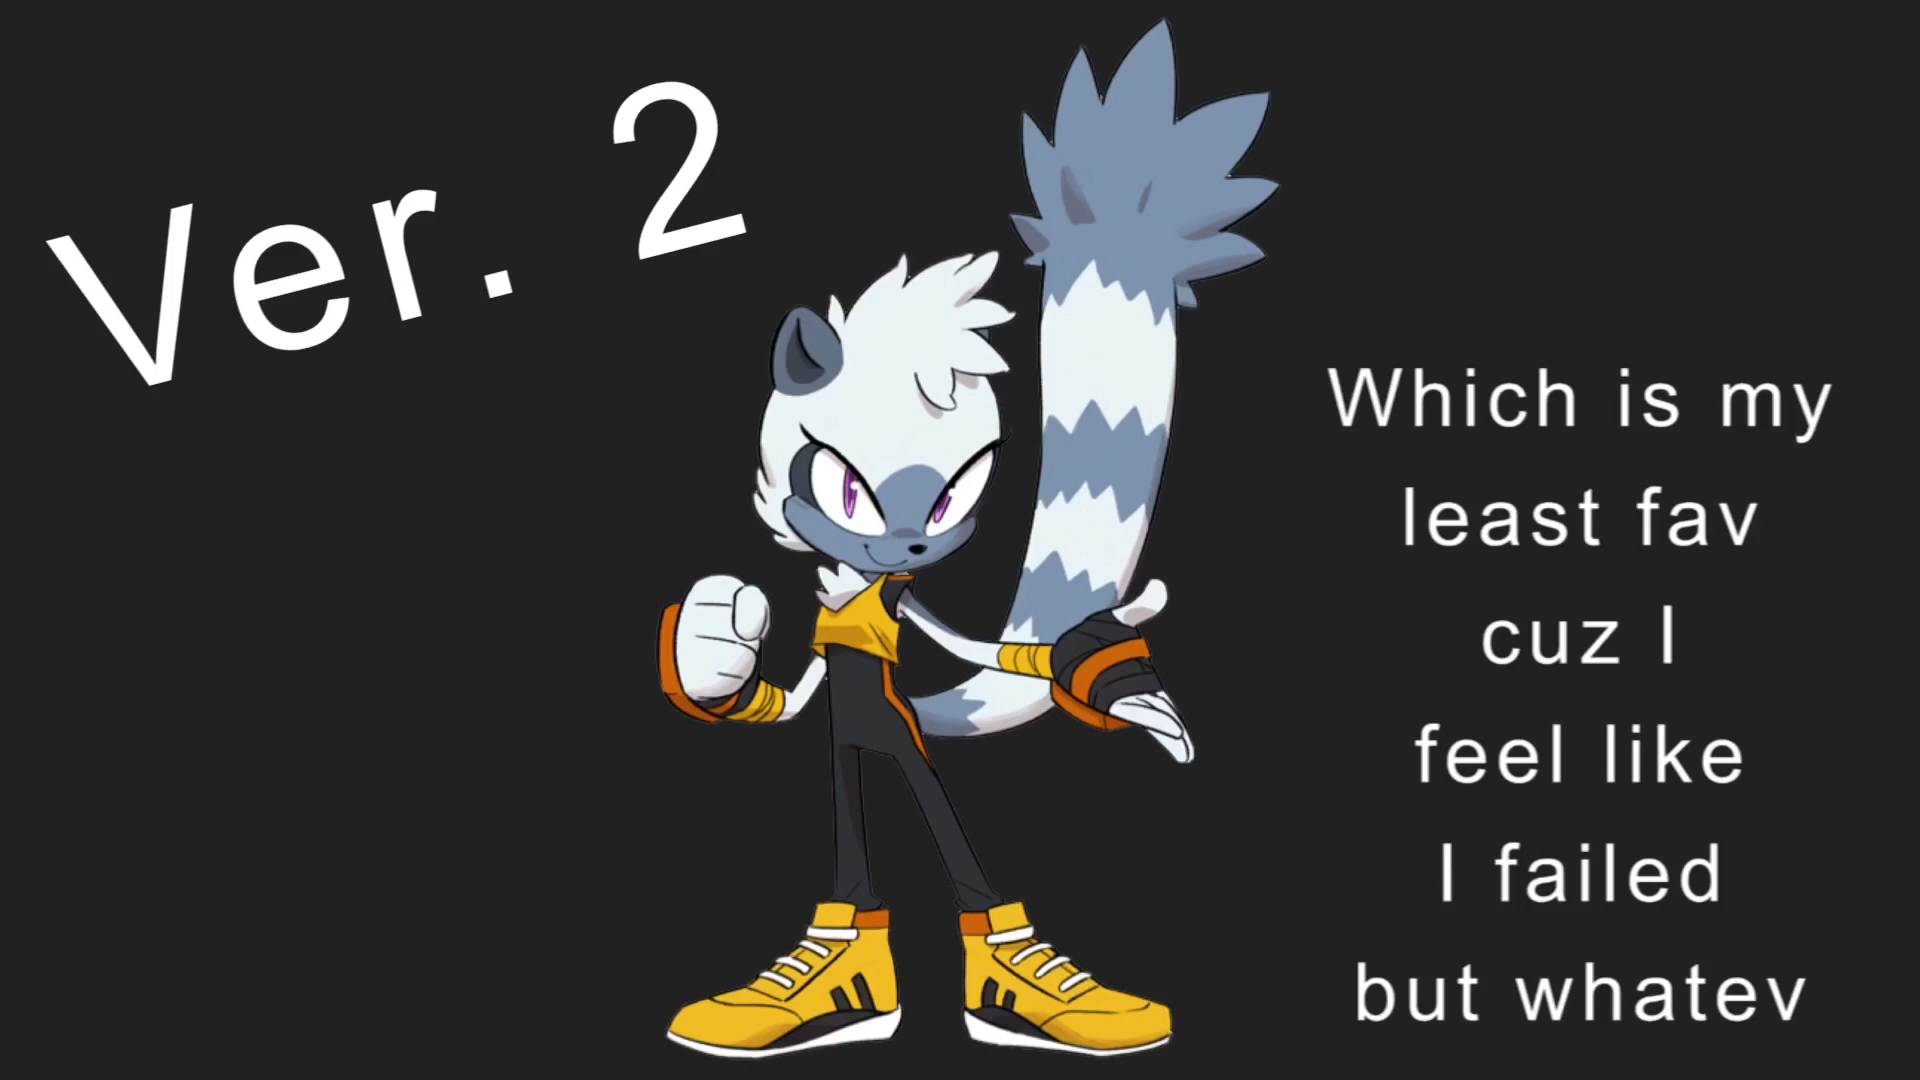 Ver. 2
Which is my
least fav
cuz I
feel like
I failed
but whatev